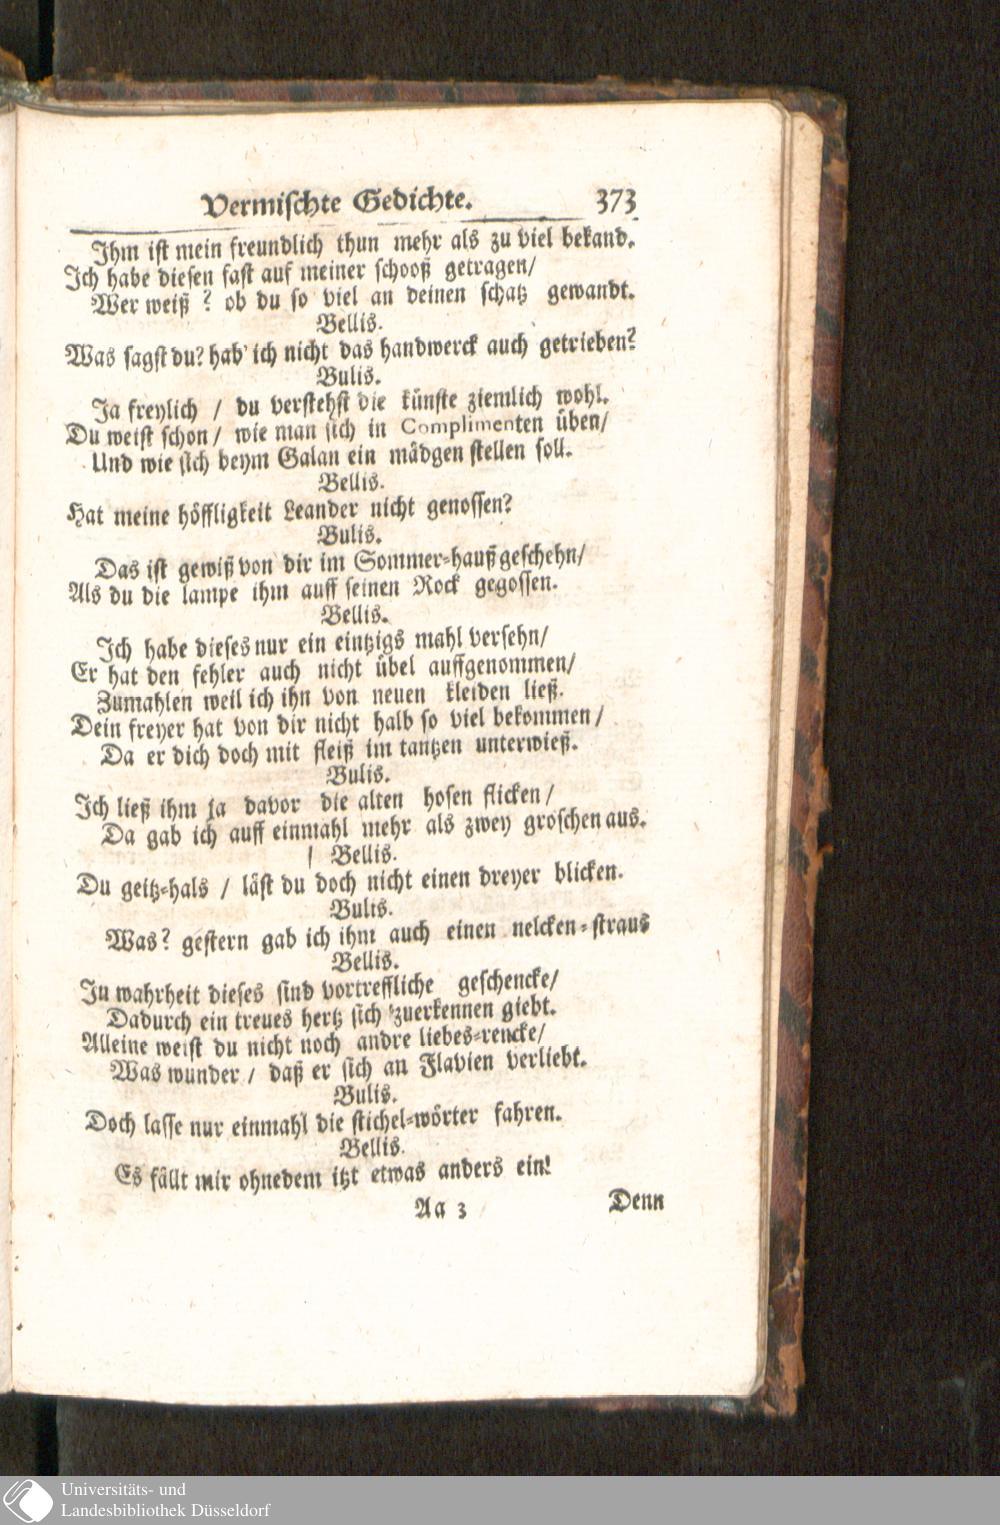 Vermischte Gedichte. 373
Ihm ist mein freundlich thun mehr als zu viel bekand.
Ich habe diesen fast auf meiner schooß getragen/
Wer weiß? ob du so viel an deinen schatz gewandt.
Bellis.
Was sagst du? hab' ich nicht das handwerck auch getrieben?
Bulis.
Ja freylich / du verstehst die künste ziemlich wohl.
Du weist schon / wie man sich in Complimenten üben/
Und wie sich beym Galan ein mädgen stellen soll.
Bellis.
Hat meine höffligkeit Leander nicht genossen?
Bulis.
Das ist gewiß von dir im Sommer-hauß geschehn/
Als du die lampe ihm auff seinen Rock gegossen.
Bellis.
Ich habe dieses nur ein eintzigs mahl versehn/
Er hat den fehler auch nicht übel auffgenommen/
Zumahlen weil ich ihn von neuen kleiden ließ.
Dein freyer hat von dir nicht halb so viel bekommen/
Da er dich doch mit fleiß im tantzen unterwieß.
Bulis.
Ich ließ ihm ja davor die alten hosen flicken/
Da gab ich auff einmahl mehr als zwey groschen aus.
Bellis.
Du geitz-hals / läst du doch nicht einen dreyer blicken.
Bulis.
Was? gestern gab ich ihm auch einen nelcken-straus
Bellis.
In wahrheit dieses sind vortreffliche geschencke/
Dadurch ein treues hertz sich zuerkennen giebt.
Alleine weist du nicht noch andre liebes-rencke/
Was wunder / daß er sich an Flavien verliebt.
Bulis.
Doch lasse nur einmahl die stichel-wörter fahren.
Bellis.
Es fällt mir ohnedem itzt etwas anders ein!
Aa 3 Denn
Universitäts- und
Landesbibliothek Düsseldorf